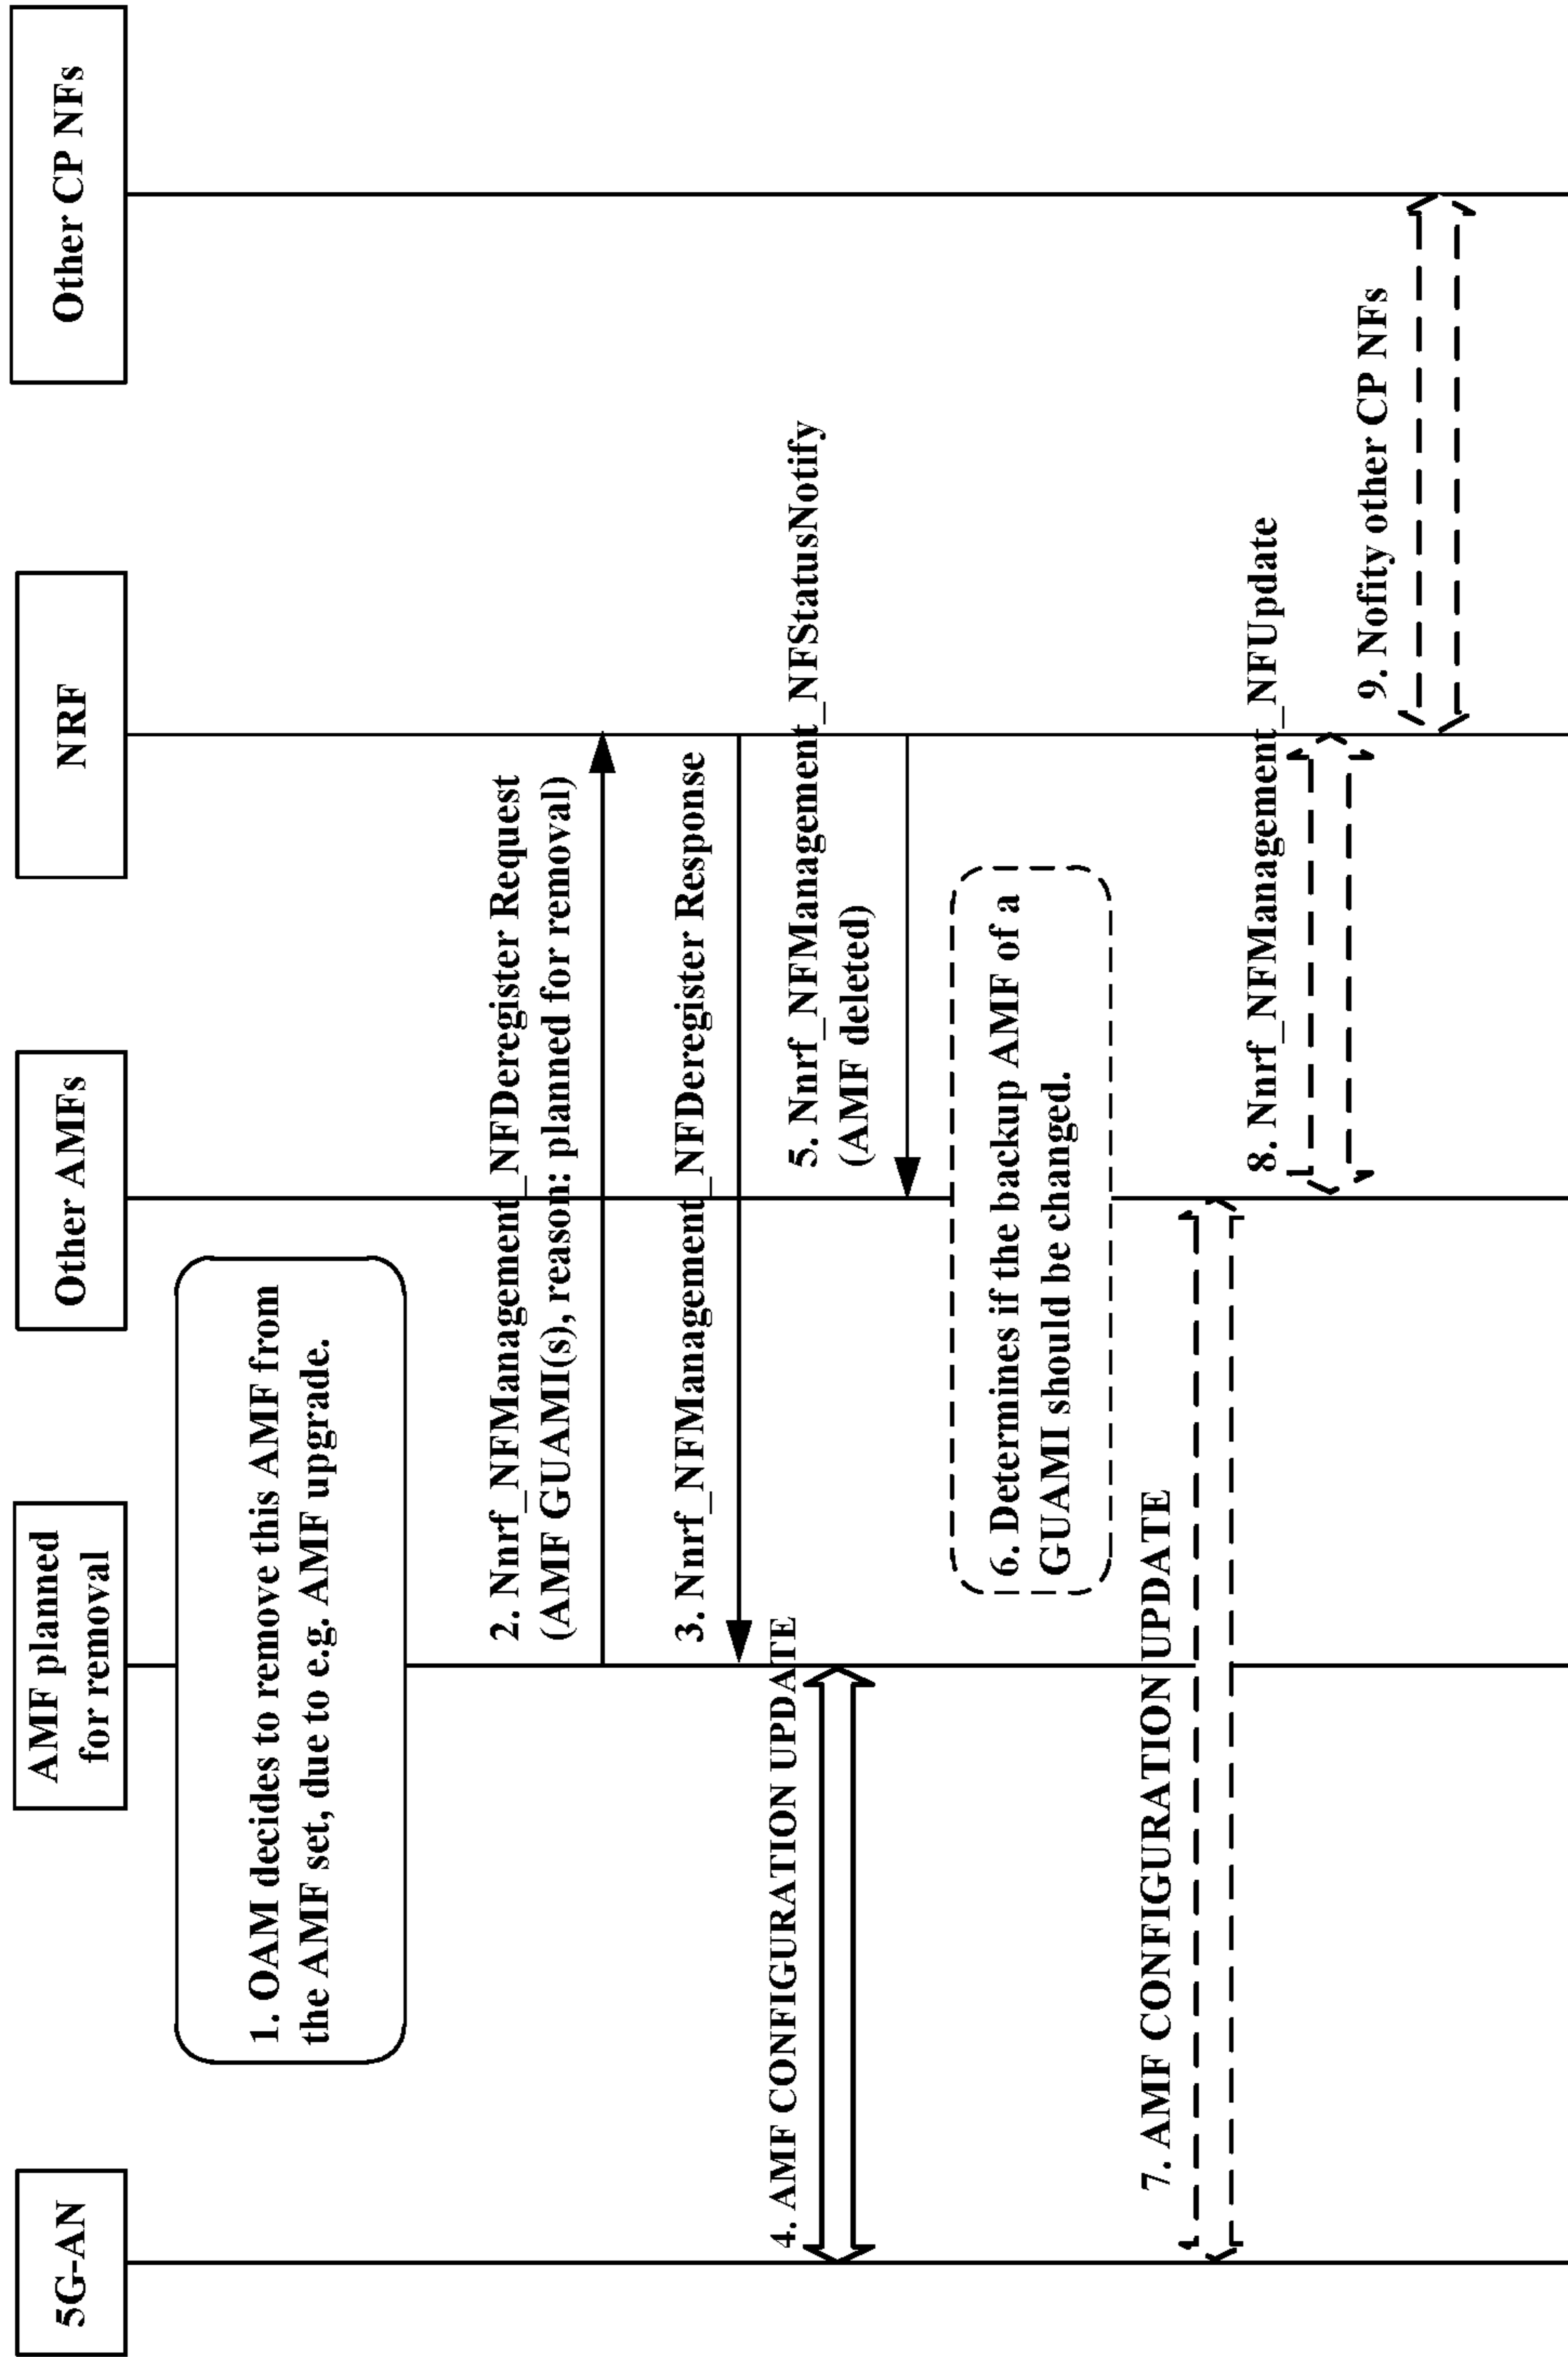 5G-AN
AMF planned
for removal
Other AMFs
NRF
Other CP NFs
1. OAM decides to remove this AMF from
the AMF set, due to e.g. AMF upgrade.
2. Nnrf_NFManagement_NFDeregister Request
(AMF GUAMI(s), reason: planned for removal)
3. Nnrf_NFManagement_NFDeregister Response
4. AMF CONFIGURATION UPDATE
5. Nnrf_NFManagement_NFStatusNotify
(AMF deleted)
6. Determines if the backup AMF of a
GUAMI should be changed.
7. AMF CONFIGURATION UPDATE
8. Nnrf_NFManagement_NFUpdate
9. Nofity other CP NFs